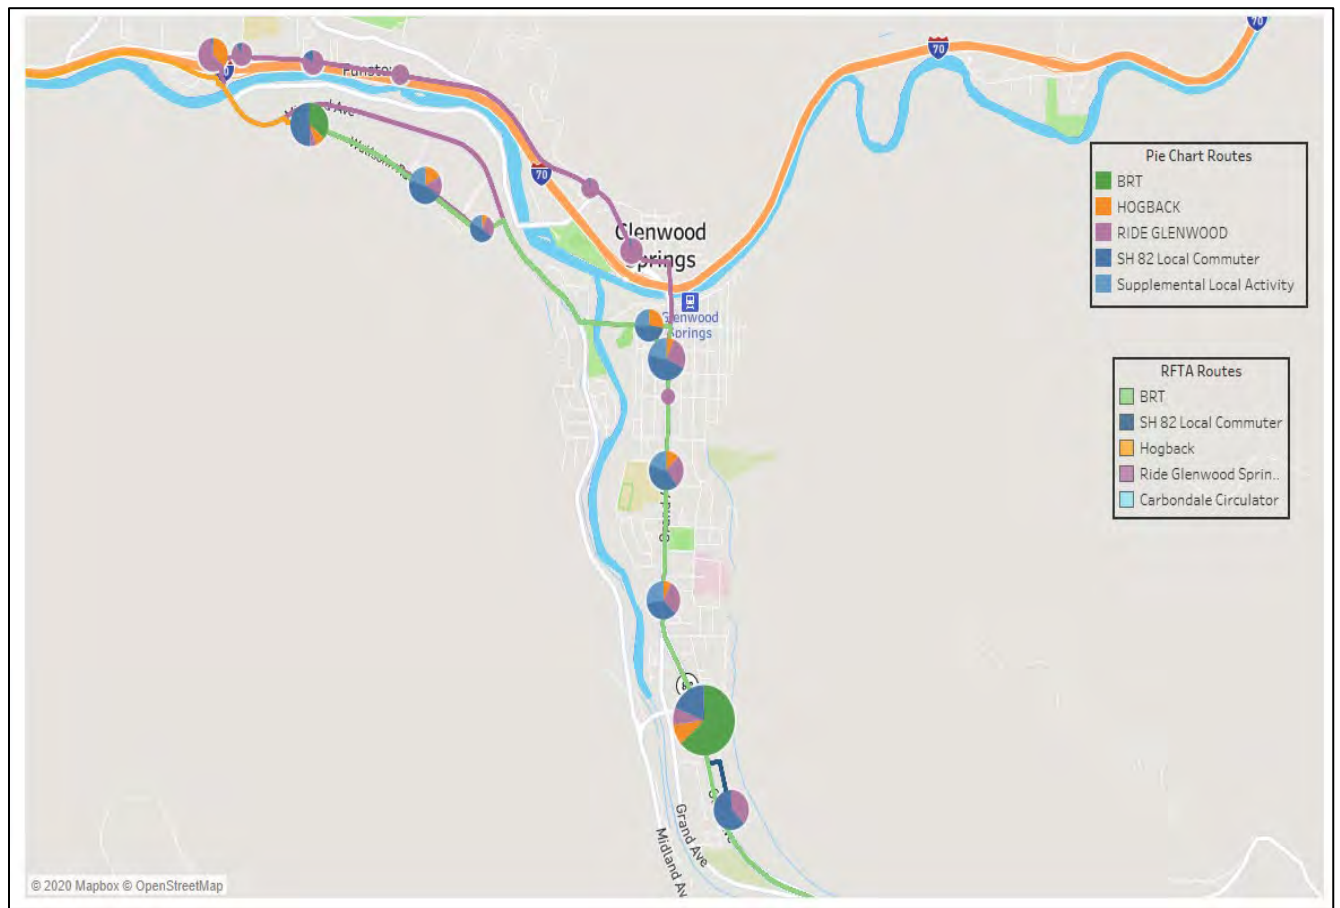 70
70
Wulfsohn
70
Glenwood
Springs
Glenwood
Springs
Grand Ave
Midland Av
Pie Chart Routes
BRT
HOGBACK
RIDE GLENWOOD
SH 82 Local Commuter
Supplemental Local Activity
RFTA Routes
BRT
SH 82 Local Commuter
Hogback
Ride Glenwood Sprin..
Carbondale Circulator
© 2020 Mapbox © OpenStreetMap